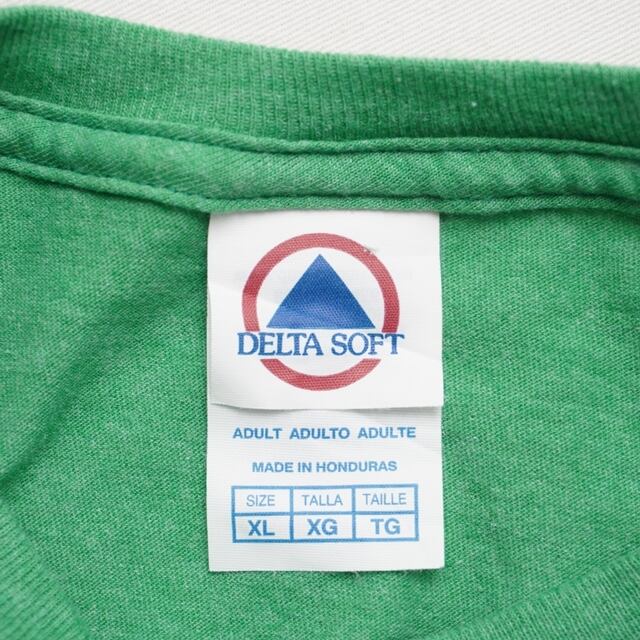 DELTA SOFT
ADULT ADULTO ADULTE
MADE IN HONDURAS
SIZE TALLA TAILLE
XL XG TG